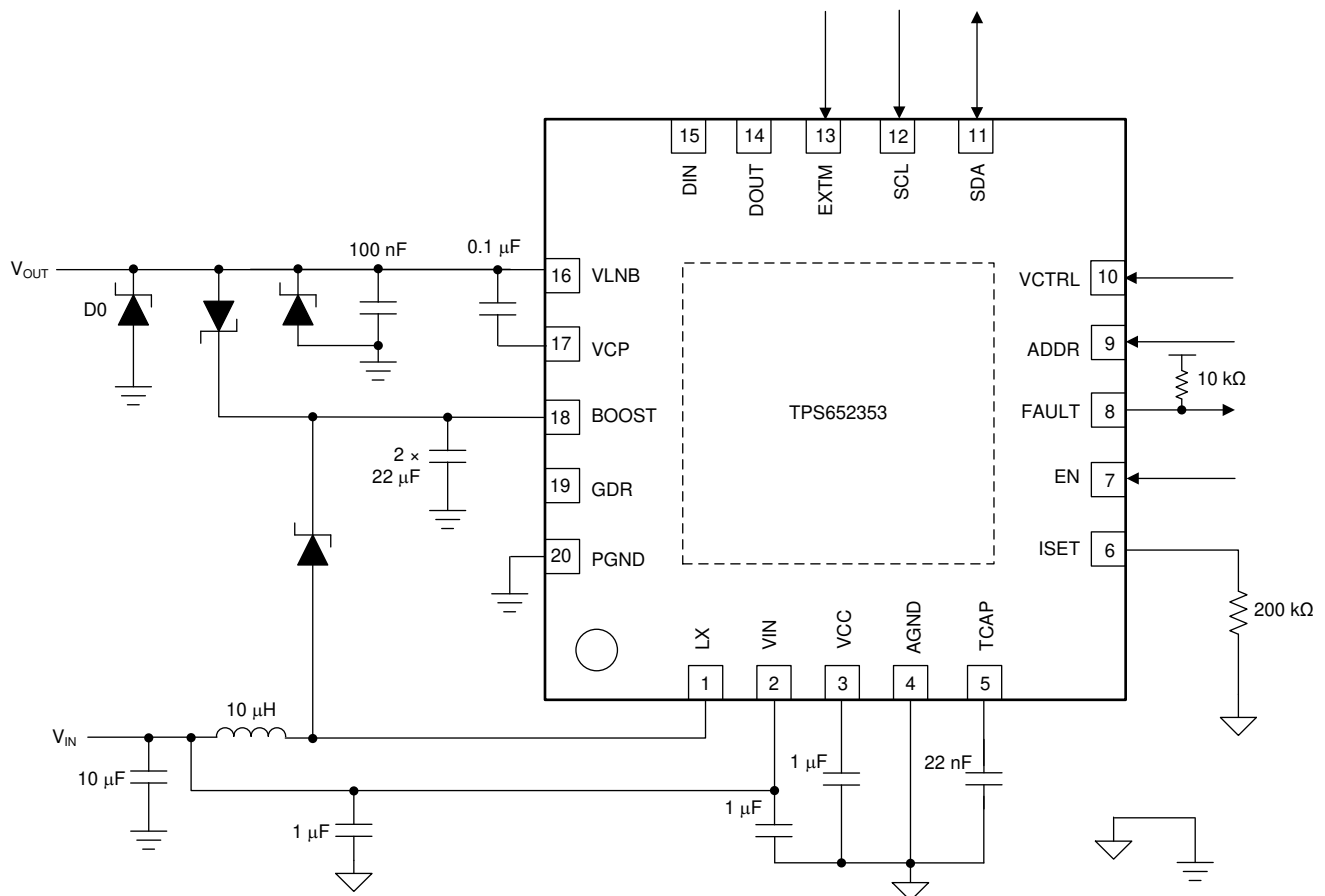 15
14
13
12
11
DIN
DOUT
EXTM
SCL
SDA
100 nF
0.1 μF
VOUT
16
VLNB
D0
17
VCP
18
BOOST
2 ×
22 μF
19
GDR
20
PGND
TPS652353
VCTRL
10
ADDR
9
10 kΩ
FAULT
8
EN
7
ISET
6
200 kΩ
LX
VIN
VCC
AGND
TCAP
1
2
3
4
5
10 μH
VIN
10 μF
1 μF
1 μF
1 μF
22 nF